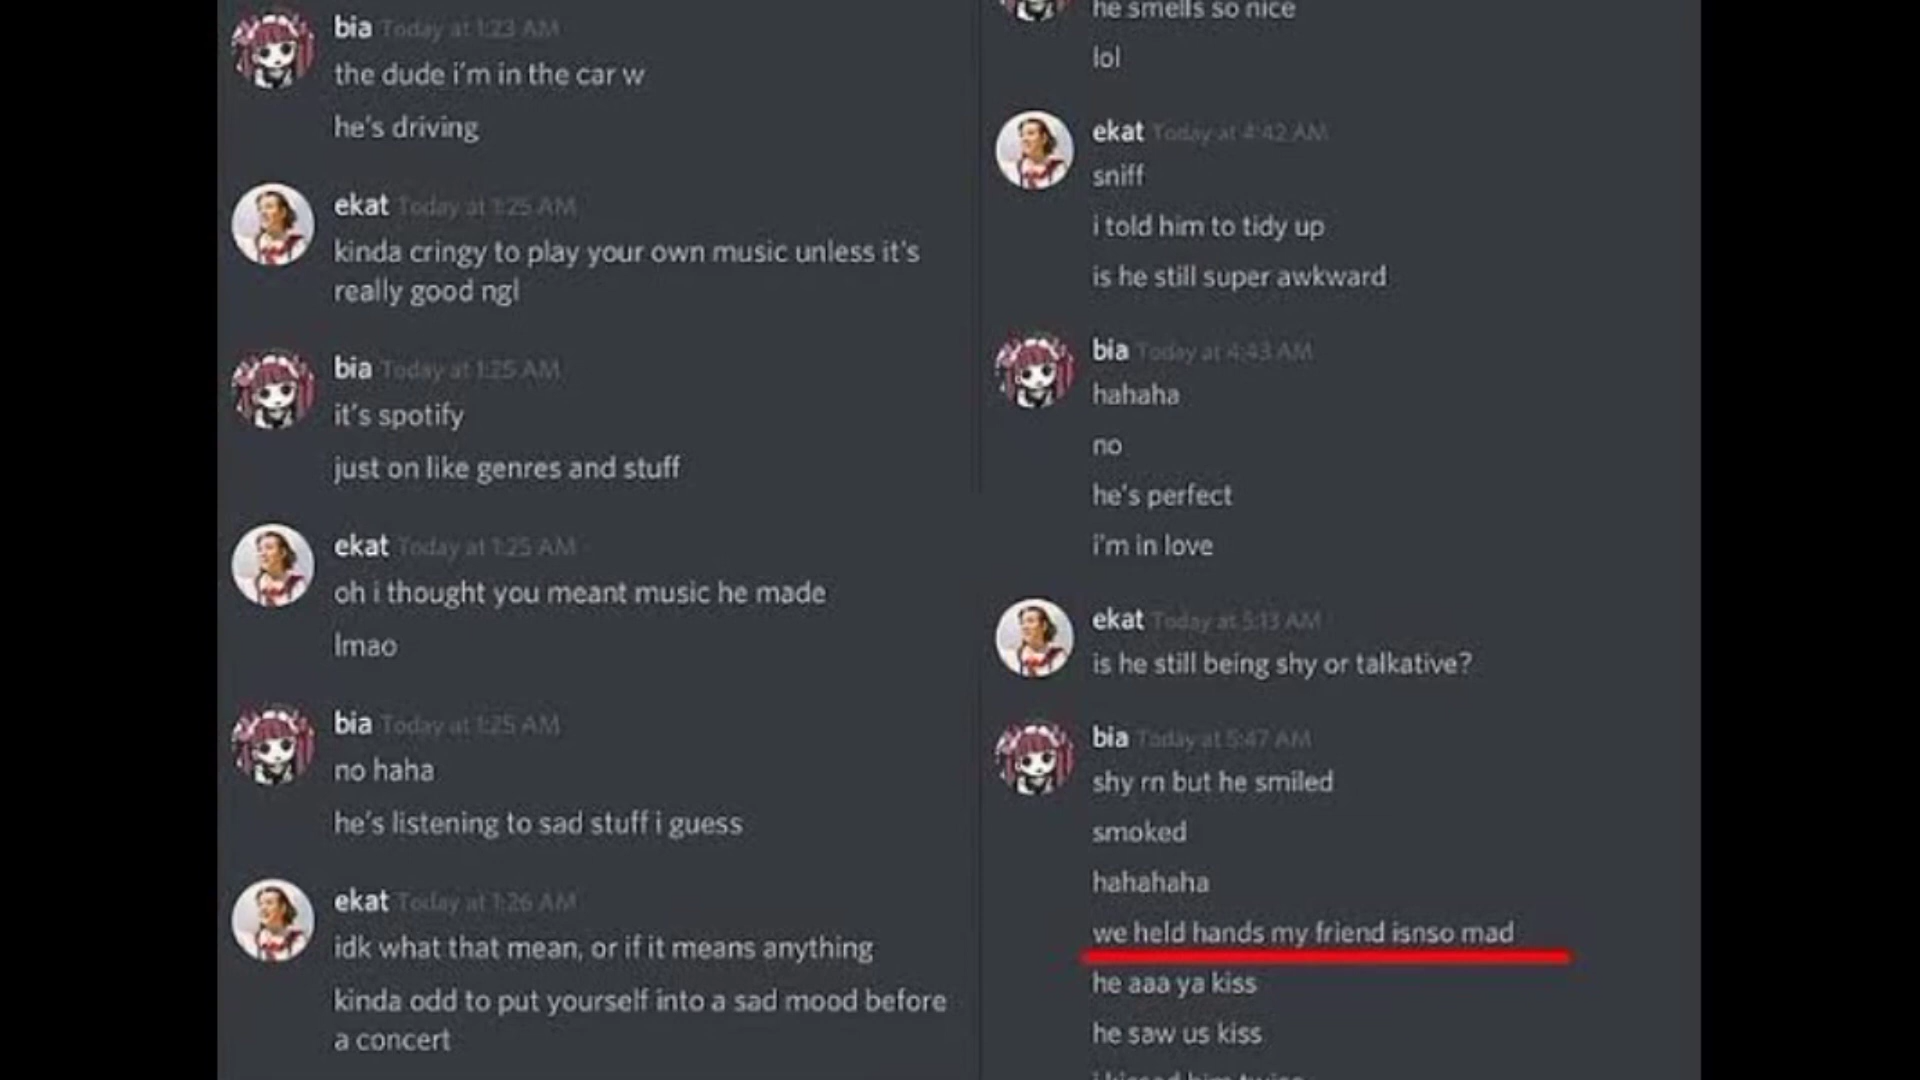 bia Today at 1:23 AM
the dude i'm in the car w
he's driving
ekat Today at 1:25 AM
kinda cringy to play your own music unless it's
really good ngl
bia Today at 1:25 AM
it's spotify
just on like genres and stuff
ekat Today at 1:25 AM
oh i thought you meant music he made
lmao
bia Today at 1:25 AM
no haha
he's listening to sad stuff i guess
ekat Today at 1:26 AM
idk what that mean, or if it means anything
kinda odd to put yourself into a sad mood before
a concert
he smells so nice
lol
ekat Today at 4:42 AM
sniff
i told him to tidy up
is he still super awkward
bia Today at 4:43 AM
hahaha
no
he's perfect
i'm in love
ekat Today at 5:13 AM
is he still being shy or talkative?
bia Today at 5:47 AM
shy rn but he smiled
smoked
hahahaha
we held hands my friend isnso mad
he aaa ya kiss
he saw us kiss
i kissed him twice